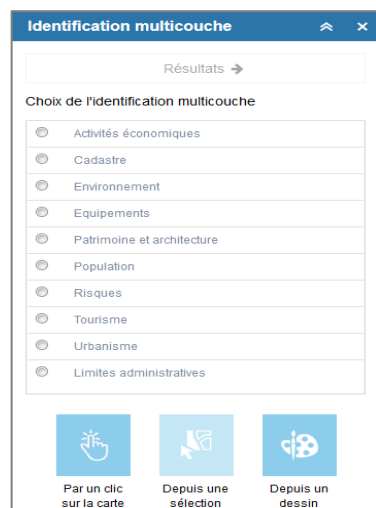 Identification multicouche
Résultats
Choix de l'identification multicouche
Activités économiques
Cadastre
Environnement
Equipements
Patrimoine et architecture
Population
Risques
Tourisme
Urbanisme
Limites administratives
Par un clic
sur la carte
Depuis une
sélection
Depuis un
dessin